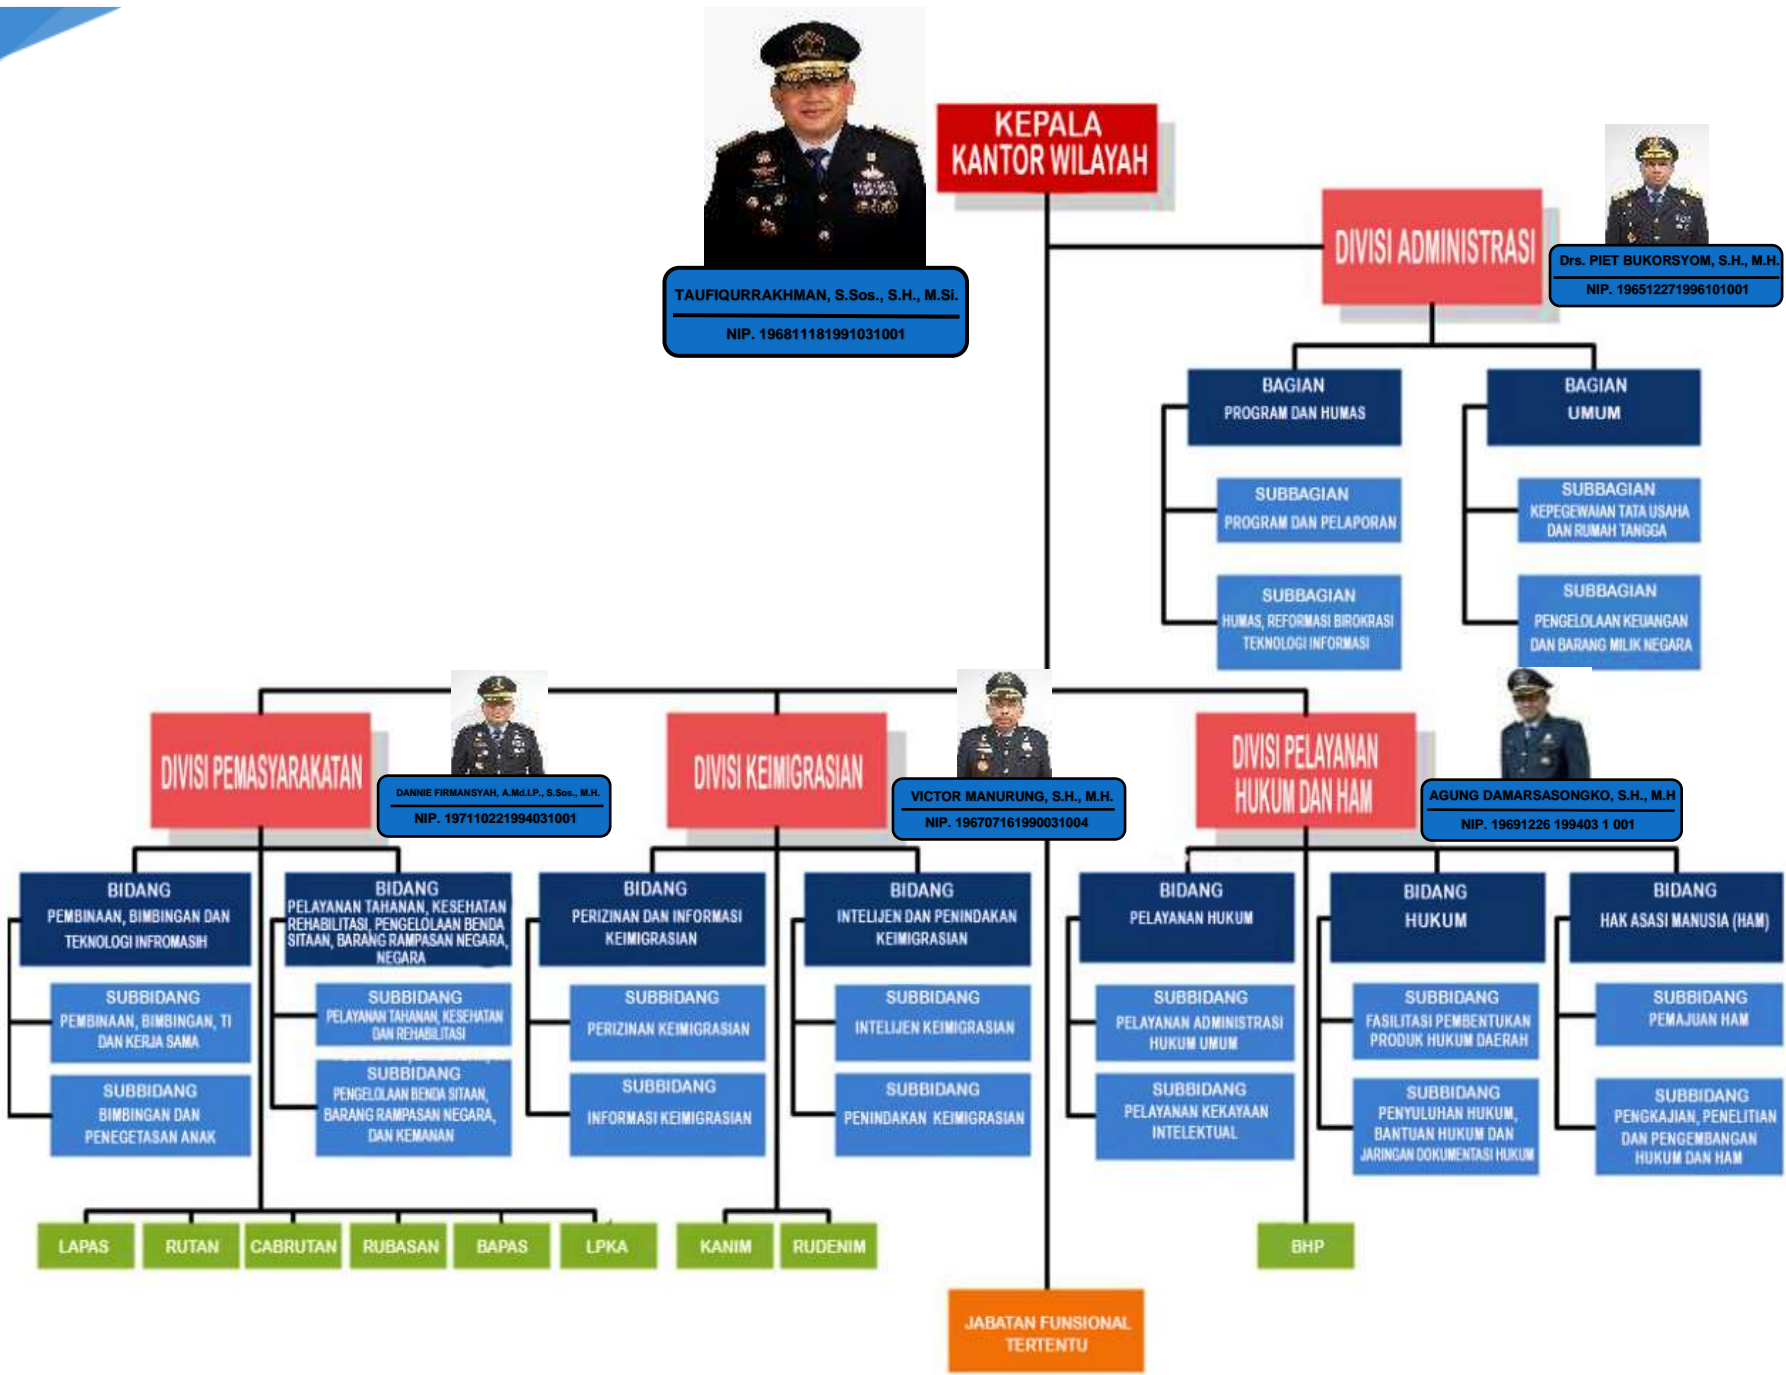 KEPALA
KANTOR WILAYAH
TAUFIQURRAKHMAN, S.Sos., S.H., M.Si.
NIP. 196811181991031001
DIVISI ADMINISTRASI
Drs. PIET BUKORSYOM, S.H., M.H.
NIP. 196512271996101001
BAGIAN
PROGRAM DAN HUMAS
SUBBAGIAN
PROGRAM DAN PELAPORAN
SUBBAGIAN
HUMAS, REFORMASI BIROKRASI
TEKNOLOGI INFORMASI
BAGIAN
UMUM
SUBBAGIAN
KEPEGEWAIAN TATA USAHA
DAN RUMAH TANGGA
SUBBAGIAN
PENGELOLAAN KEUANGAN
DAN BARANG MILIK NEGARA
DIVISI PEMASYARAKATAN
DANNIE FIRMANSYAH, A.Md.I.P., S.Sos., M.H.
NIP. 197110221994031001
BIDANG
PEMBINAAN, BIMBINGAN DAN
TEKNOLOGI INFROMASIH
SUBBIDANG
PEMBINAAN, BIMBINGAN, TI
DAN KERJA SAMA
SUBBIDANG
BIMBINGAN DAN
PENEGETASAN ANAK
BIDANG
PELAYANAN TAHANAN, KESEHATAN
REHABILITASI, PENGELOLAAN BENDA
SITAAN, BARANG RAMPASAN NEGARA,
NEGARA
SUBBIDANG
PELAYANAN TAHANAN, KESEHATAN
DAN REHABILITASI
SUBBIDANG
PENGELOLAAN BENDA SITAAN,
BARANG RAMPASAN NEGARA,
DAN KEMANAN
LAPAS
RUTAN
CABRUTAN
RUBASAN
BAPAS
LPKA
DIVISI KEIMIGRASIAN
VICTOR MANURUNG, S.H., M.H.
NIP. 196707161990031004
BIDANG
PERIZINAN DAN INFORMASI
KEIMIGRASIAN
SUBBIDANG
PERIZINAN KEIMIGRASIAN
SUBBIDANG
INFORMASI KEIMIGRASIAN
BIDANG
INTELIJEN DAN PENINDAKAN
KEIMIGRASIAN
SUBBIDANG
INTELIJEN KEIMIGRASIAN
SUBBIDANG
PENINDAKAN KEIMIGRASIAN
KANIM
RUDENIM
DIVISI PELAYANAN
HUKUM DAN HAM
AGUNG DAMARSASONGKO, S.H., M.H
NIP. 19691226 199403 1 001
BIDANG
PELAYANAN HUKUM
SUBBIDANG
PELAYANAN ADMINISTRASI
HUKUM UMUM
SUBBIDANG
PELAYANAN KEKAYAAN
INTELEKTUAL
BIDANG
HUKUM
SUBBIDANG
FASILITASI PEMBENTUKAN
PRODUK HUKUM DAERAH
SUBBIDANG
PENYULUHAN HUKUM,
BANTUAN HUKUM DAN
JARINGAN DOKUMENTASI HUKUM
BIDANG
HAK ASASI MANUSIA (HAM)
SUBBIDANG
PEMAJUAN HAM
SUBBIDANG
PENGKAJIAN, PENELITIAN
DAN PENGEMBANGAN
HUKUM DAN HAM
BHP
JABATAN FUNSIONAL
TERTENTU